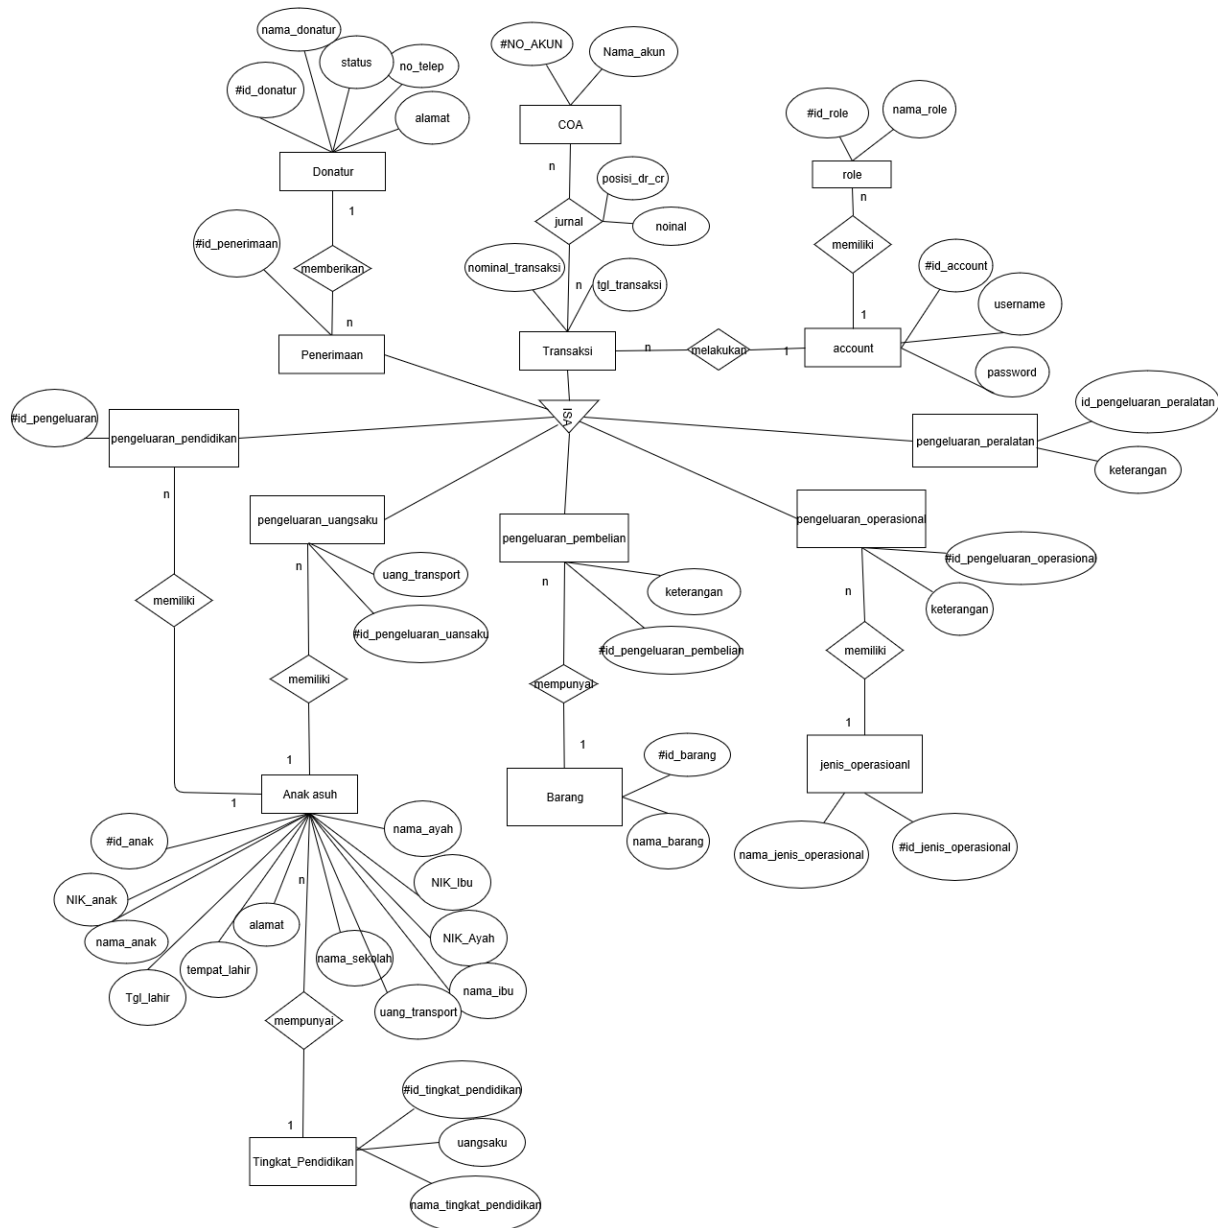 nama_donatur
status
no_telep
#id_donatur
alamat
Donatur
1
memberikan
#id_penerimaan
n
Penerimaan
#NO_AKUN
Nama_akun
COA
n
posisi_dr_cr
jurnal
noinal
nominal_transaksi
n
tgl_transaksi
Transaksi
n
melakukan
1
#id_role
nama_role
role
n
memiliki
1
#id_account
username
account
password
ISA
#id_pengeluaran
pengeluaran_pendidikan
n
memiliki
1
id_pengeluaran_peralatan
pengeluaran_peralatan
keterangan
pengeluaran_uangsaku
n
uang_transport
#id_pengeluaran_uansaku
memiliki
1
pengeluaran_pembelian
n
keterangan
#id_pengeluaran_pembelian
mempunyai
1
Barang
#id_barang
nama_barang
pengeluaran_operasional
#id_pengeluaran_operasional
n
keterangan
memiliki
1
jenis_operasioanl
nama_jenis_operasional
#id_jenis_operasional
Anak asuh
#id_anak
nama_ayah
NIK_anak
n
NIK_Ibu
nama_anak
alamat
NIK_Ayah
Tgl_lahir
tempat_lahir
nama_sekolah
nama_ibu
uang_transport
mempunyai
1
Tingkat_Pendidikan
#id_tingkat_pendidikan
uangsaku
nama_tingkat_pendidikan